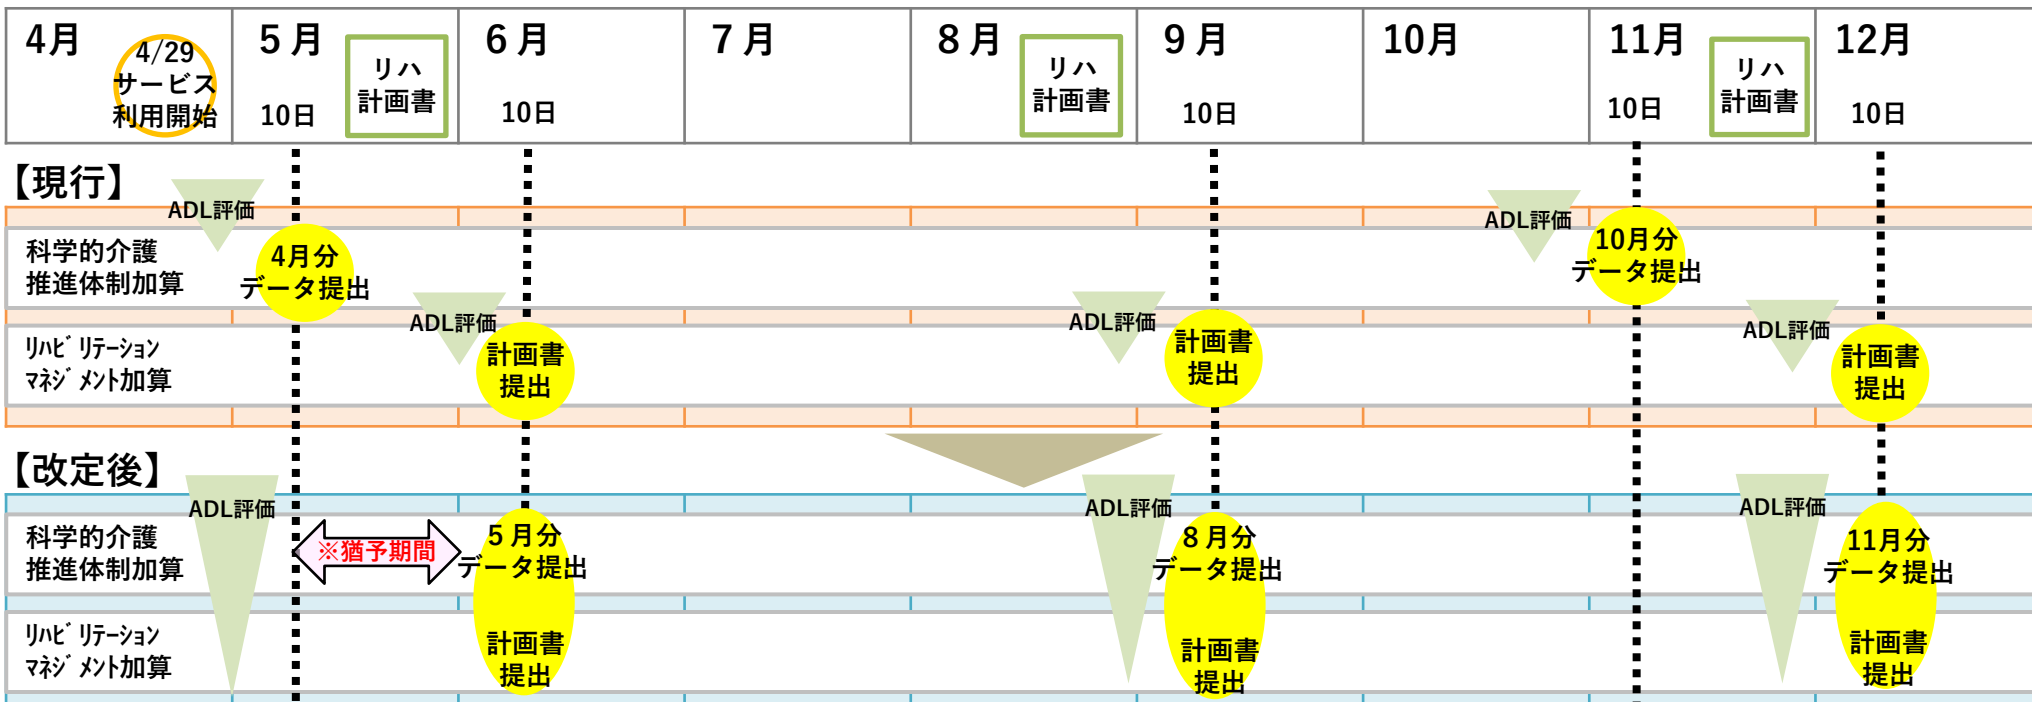 4月
4/29
サービス
利用開始
5月
10日
リハ
計画書
6月
10日
7月
8月
リハ
計画書
9月
10日
10月
11月
10日
リハ
計画書
12月
10日
【現行】
ADL評価
ADL評価
科学的介護
推進体制加算
4月分
データ提出
10月分
データ提出
ADL評価
ADL評価
ADL評価
ﾘﾊﾋﾞﾘﾃｰｼｮﾝ
ﾏﾈｼﾞﾒﾝﾄ加算
計画書
提出
計画書
提出
計画書
提出
【改定後】
ADL評価
ADL評価
ADL評価
科学的介護
推進体制加算
※猶予期間
5月分
データ提出
8月分
データ提出
11月分
データ提出
ﾘﾊﾋﾞﾘﾃｰｼｮﾝ
ﾏﾈｼﾞﾒﾝﾄ加算
計画書
提出
計画書
提出
計画書
提出